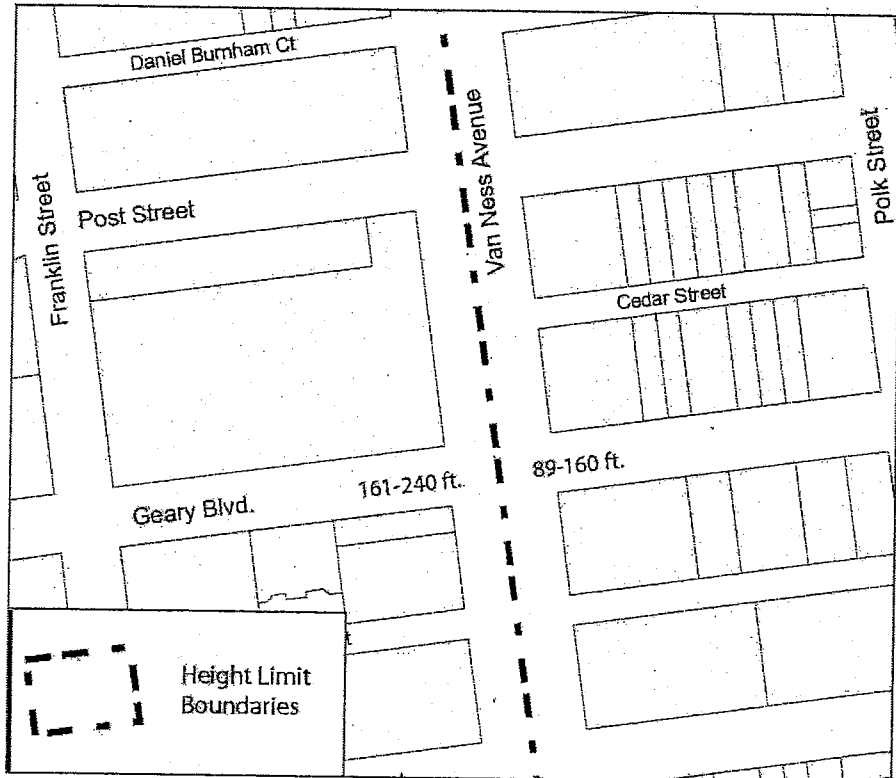 Daniel Burnham Ct
Franklin Street
Post Street
Van Ness Avenue
Polk Street
Cedar Street
161-240 ft.
89-160 ft.
Geary Blvd.
Height Limit
Boundaries